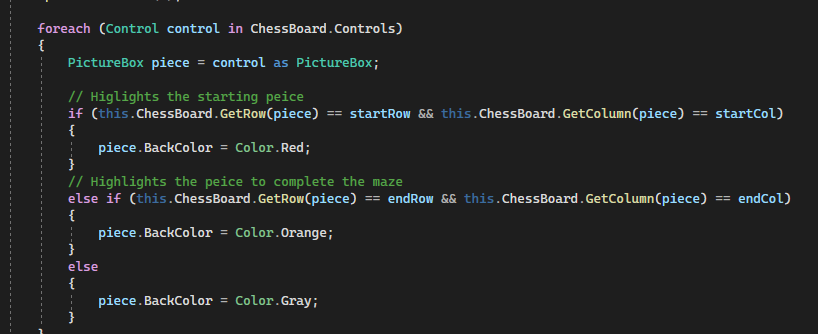 foreach (Control control in ChessBoard.Controls)
{
PictureBox piece = control as PictureBox;
// Higlights the starting peice
if (this.ChessBoard.GetRow(piece) == startRow && this.ChessBoard.GetColumn(piece) == startCol)
{
piece.BackColor = Color.Red;
}
// Highlights the peice to complete the maze
else if (this.ChessBoard.GetRow(piece) == endRow && this.ChessBoard.GetColumn(piece) == endCol)
{
piece.BackColor = Color.Orange;
}
else
{
piece.BackColor = Color.Gray;
}
}